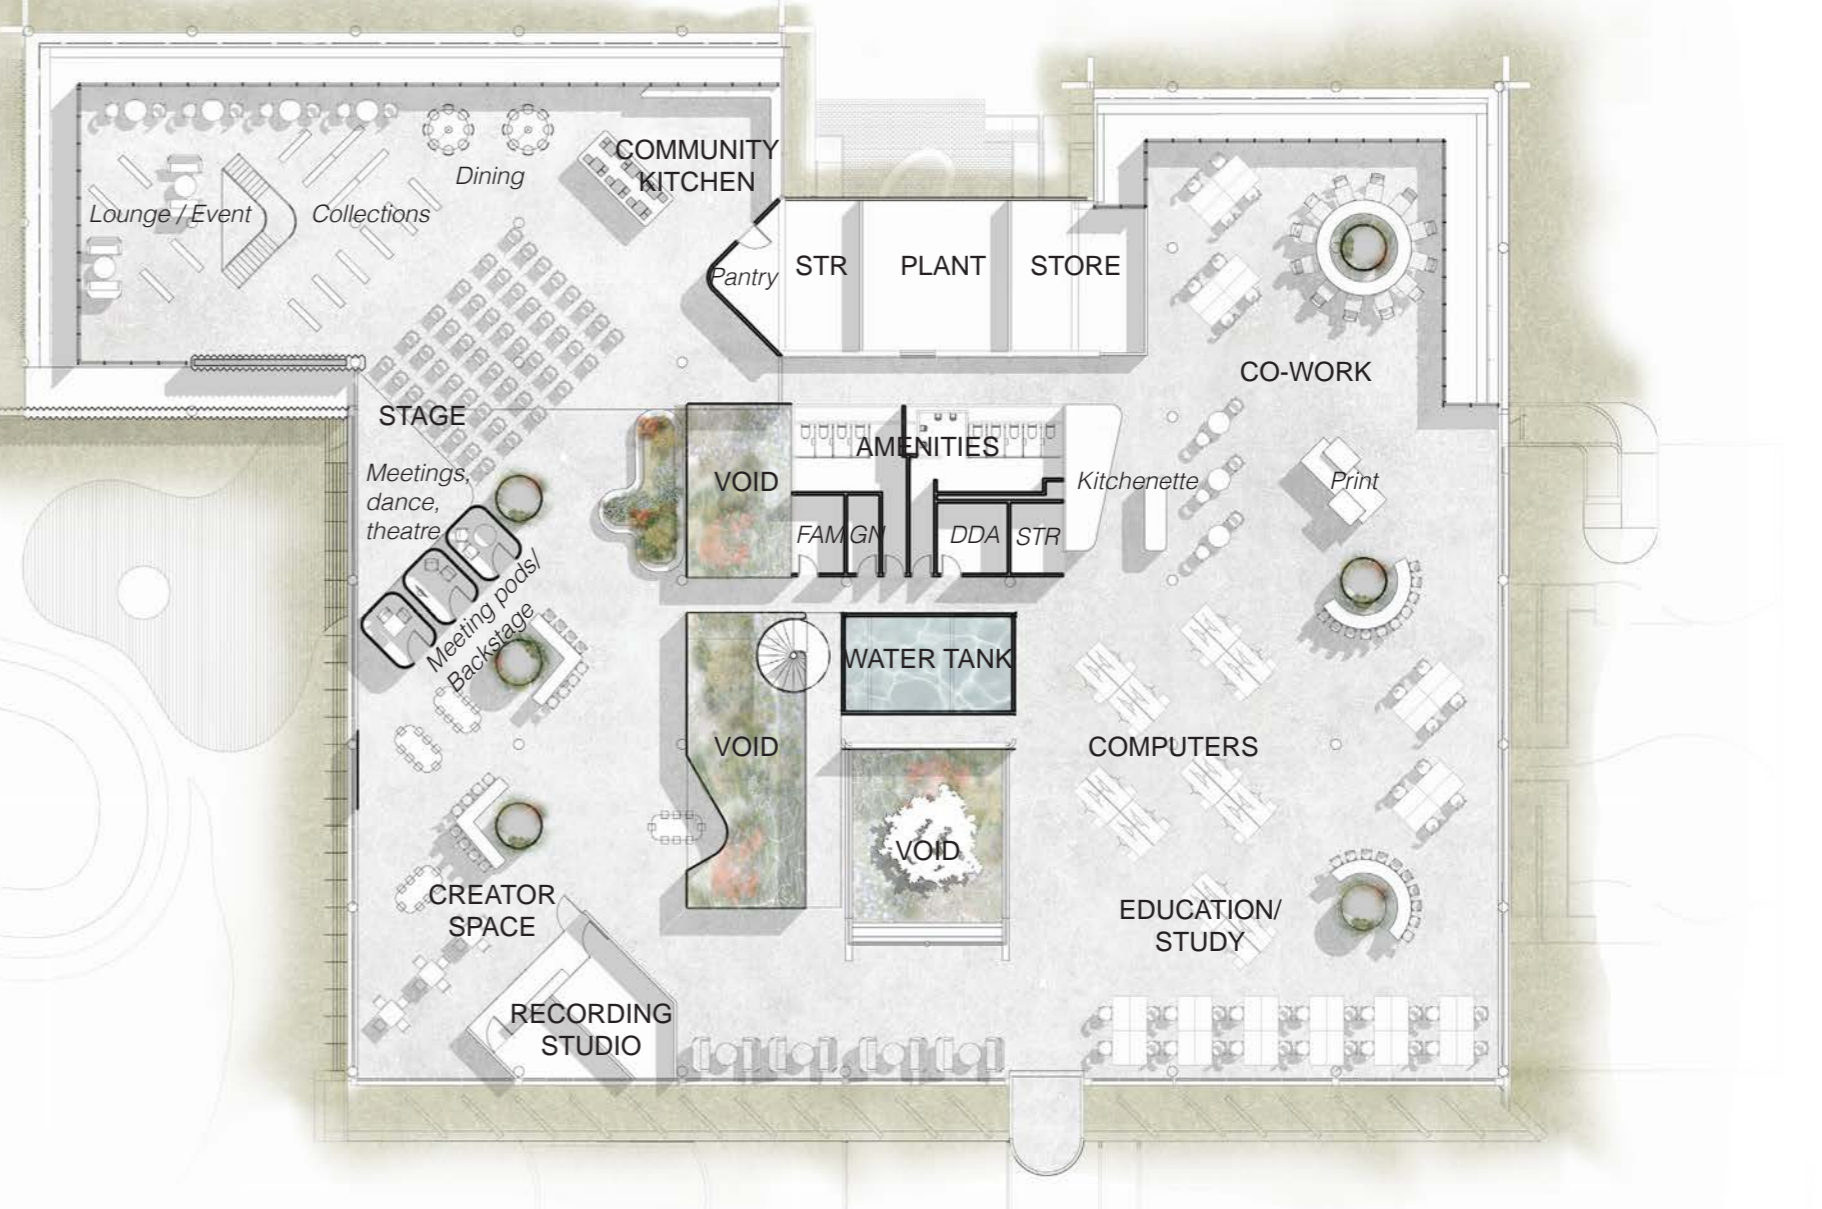 COMMUNITY
KITCHEN
Dining
Lounge / Event
Collections
Pantry
STR
PLANT
STORE
CO-WORK
STAGE
Meetings,
dance,
theatre
VOID
AMENITIES
Kitchenette
Print
FAM
GN
DDA
STR
Meeting pods/
Backstage
WATER TANK
VOID
COMPUTERS
VOID
CREATOR
SPACE
EDUCATION/
STUDY
RECORDING
STUDIO